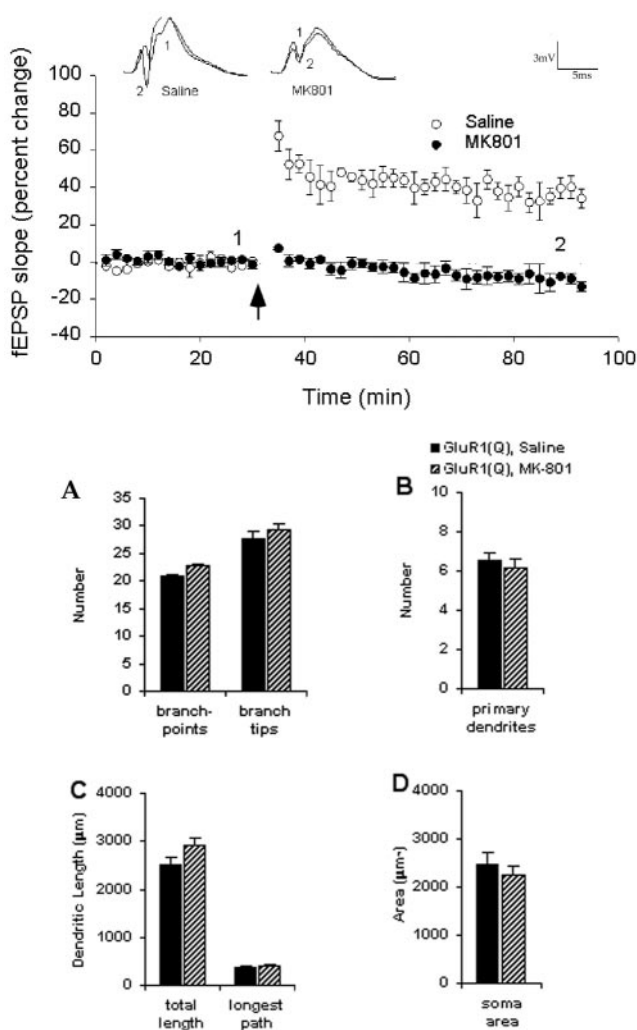 1
2
Saline
1
2
MK801
3mV
5ms
fEPSP slope (percent change)
100
80
60
40
20
0
-20
-40
Saline
MK801
1
2
0 20 40 60 80 100
Time (min)
GluR1(Q), Saline
GluR1(Q), MK-801
A
Number
35
30
25
20
15
10
5
0
branch-
points
branch
tips
B
Number
10
8
6
4
2
0
primary
dendrites
C
Dendritic Length (µm)
4000
3000
2000
1000
0
total
length
longest
path
D
Area (µm
4000
3000
2000
1000
0
soma
area